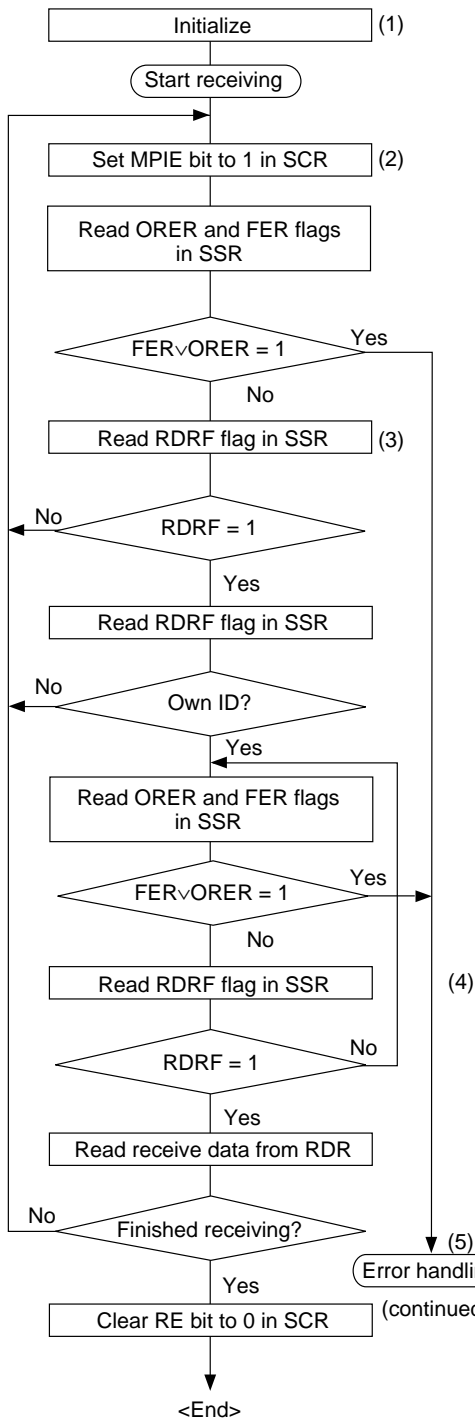 Initialize
(1)
Start receiving
Set MPIE bit to 1 in SCR
(2)
Read ORER and FER flags
in SSR
Yes
FER∨ORER = 1
No
Read RDRF flag in SSR
(3)
No
RDRF = 1
Yes
Read RDRF flag in SSR
No
Own ID?
Yes
Read ORER and FER flags
in SSR
Yes
FER∨ORER = 1
No
Read RDRF flag in SSR
(4)
No
RDRF = 1
Yes
Read receive data from RDR
No
Finished receiving?
(5)
Error handli
Yes
Clear RE bit to 0 in SCR
(continued
<End>